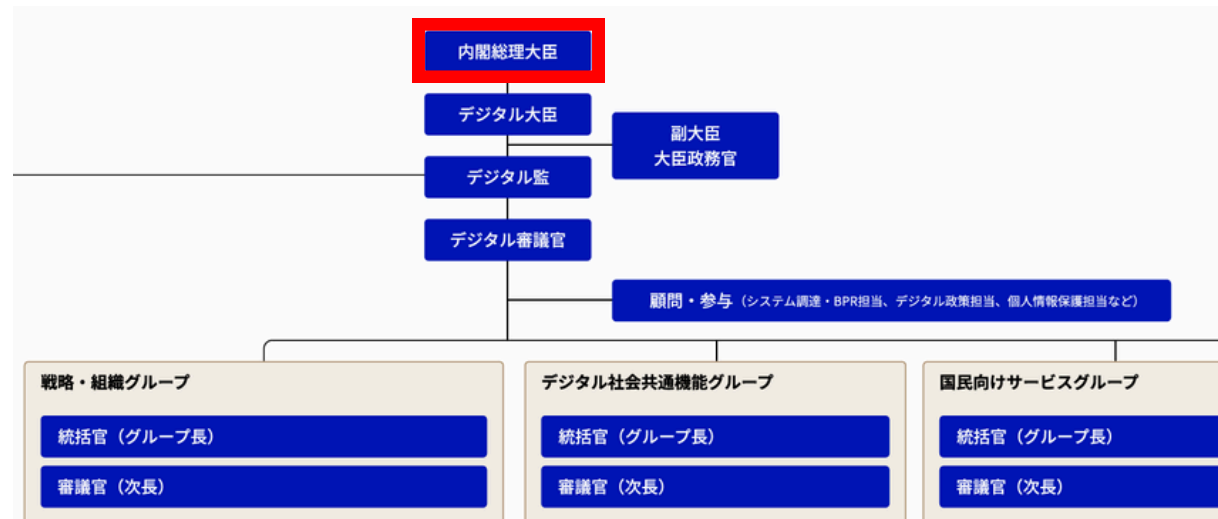 内閣総理大臣
デジタル大臣
副大臣
大臣政務官
デジタル監
デジタル審議官
顧問・参与（システム調達・BPR担当、デジタル政策担当、個人情報保護担当など）
戦略・組織グループ
統括官（グループ長）
審議官（次長）
デジタル社会共通機能グループ
統括官（グループ長）
審議官（次長）
国民向けサービスグループ
統括官（グループ長）
審議官（次長）